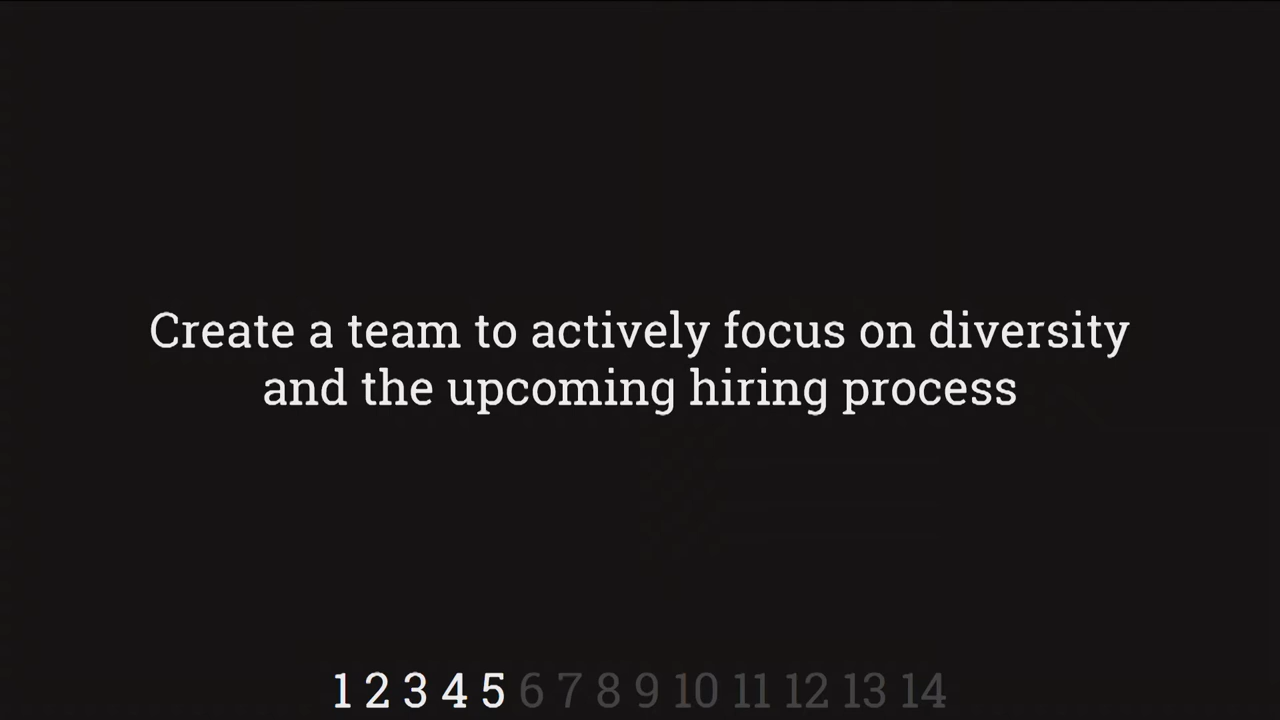 Create a team to actively focus on diversity
and the upcoming hiring process
1 2 3 4 5 6 7 8 9 10 11 12 13 14